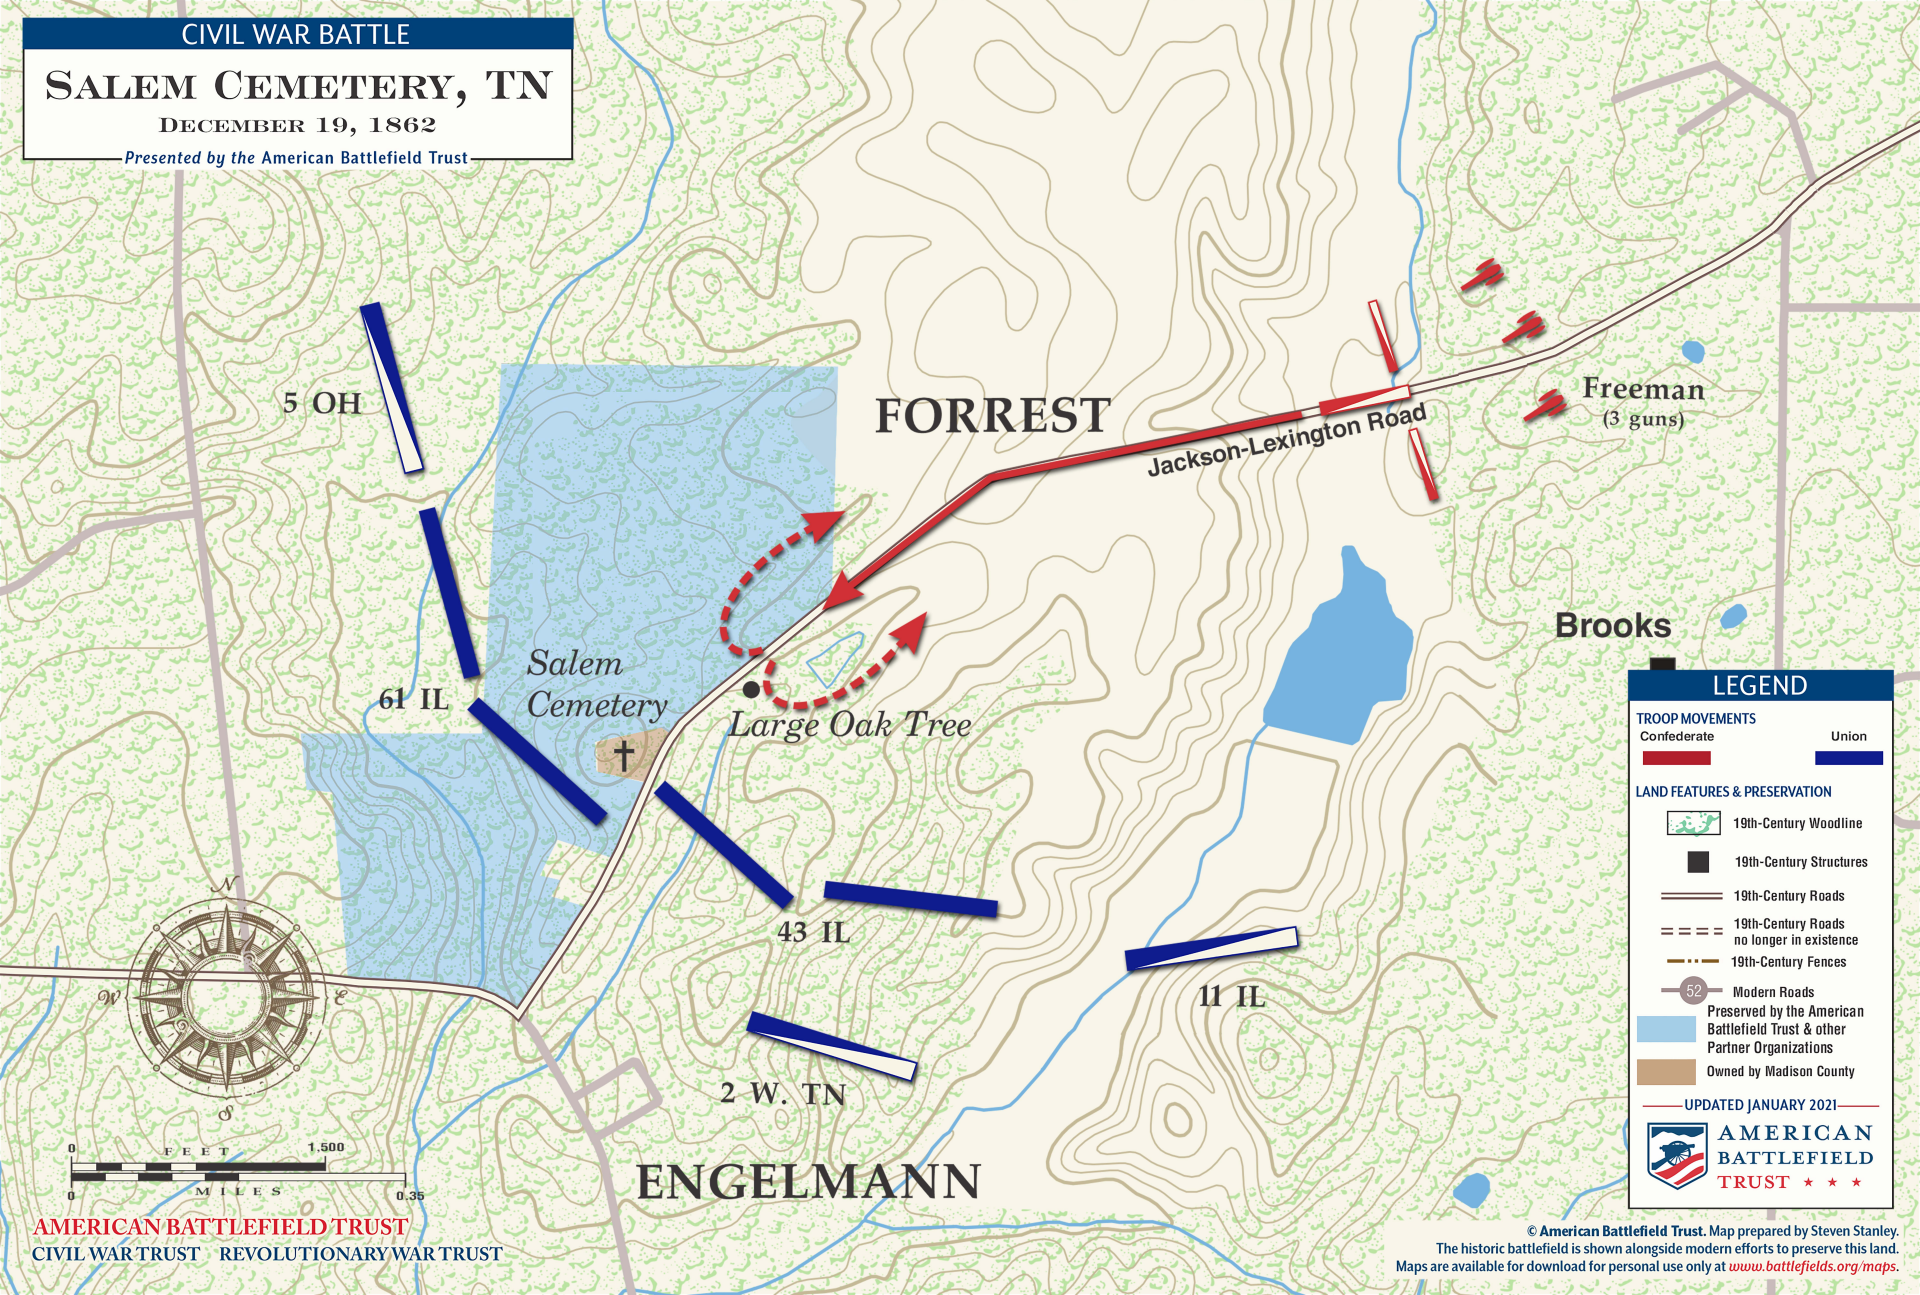 CIVIL WAR BATTLE
SALEM CEMETERY, TN
DECEMBER 19, 1862
Presented by the American Battlefield Trust
5 OH
FORREST
Jackson-Lexington Road
Freeman
(3 guns)
61 IL
Salem
Cemetery
Large Oak Tree
Brooks
43 IL
11 IL
2 W. TN
ENGELMANN
N
W
E
S
0
FEET
1.500
0
MILES
0.35
AMERICAN BATTLEFIELD TRUST
CIVIL WAR TRUST REVOLUTIONARY WAR TRUST
LEGEND
TROOP MOVEMENTS
Confederate
Union
LAND FEATURES & PRESERVATION
19th-Century Woodline
19th-Century Structures
19th-Century Roads
19th-Century Roads
no longer in existence
19th-Century Fences
52
Modern Roads
Preserved by the American
Battlefield Trust & other
Partner Organizations
Owned by Madison County
UPDATED JANUARY 2021
AMERICAN
BATTLEFIELD
TRUST ★ ★ ★
© American Battlefield Trust. Map prepared by Steven Stanley.
The historic battlefield is shown alongside modern efforts to preserve this land.
Maps are available for download for personal use only at www.battlefields.org/maps.